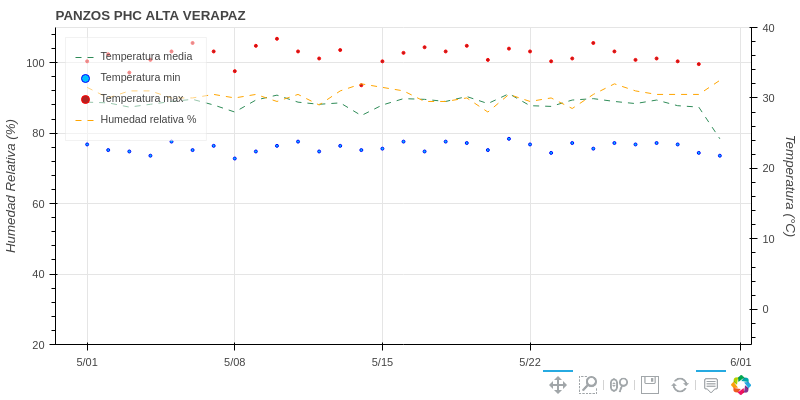 PANZOS PHC ALTA VERAPAZ
Temperatura media
Temperatura min
Temperatura max
Humedad relativa %
Humedad Relativa (%)
100
80
60
40
20
Temperatura (°C)
40
30
20
10
0
5/01
5/08
5/15
5/22
6/01